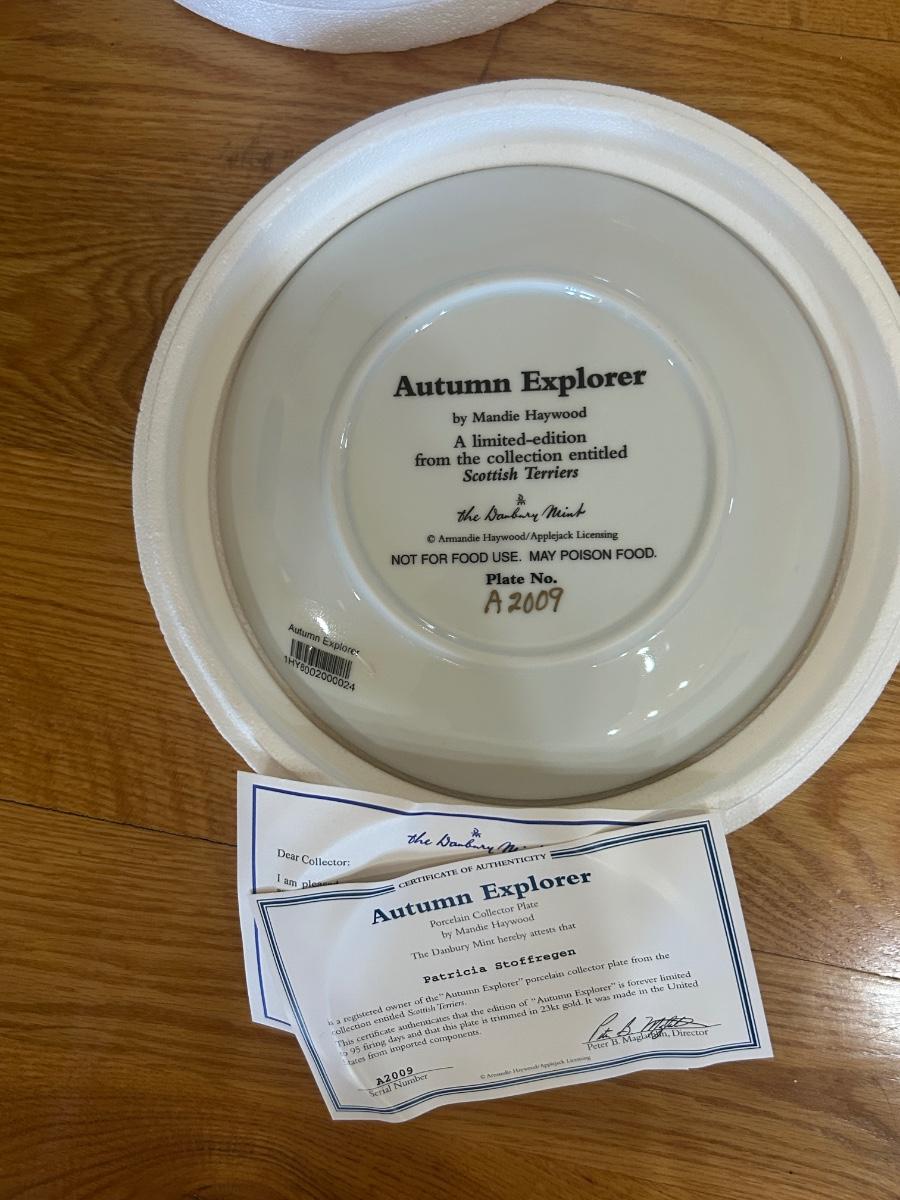 Autumn Explorer
by Mandie Haywood
A limited-edition
from the collection entitled
Scottish Terriers
the Danbury Mint
© Armandie Haywood/Applejack Licensing
NOT FOR FOOD USE. MAY POISON FOOD.
Plate No.
A2009
Autumn Explorer
1HY8002000024
the Danbury
Dear Collector:
I am pleased
CERTIFICATE OF AUTHENTICITY
Autumn Explorer
Porcelain Collector Plate
by Mandie Haywood
The Danbury Mint hereby attests that
Patricia Stoffregen
is a registered owner of the "Autumn Explorer" porcelain collector plate from the
collection entitled Scottish Terriers.
This certificate authenticates that the edition of "Autumn Explorer" is forever limited
to 95 firing days and that this plate is trimmed in 23kt gold. It was made in the United
States from imported components.
Peter B. Maglathlin, Director
A2009
Serial Number
© Armandie Haywood/Applejack Licensing